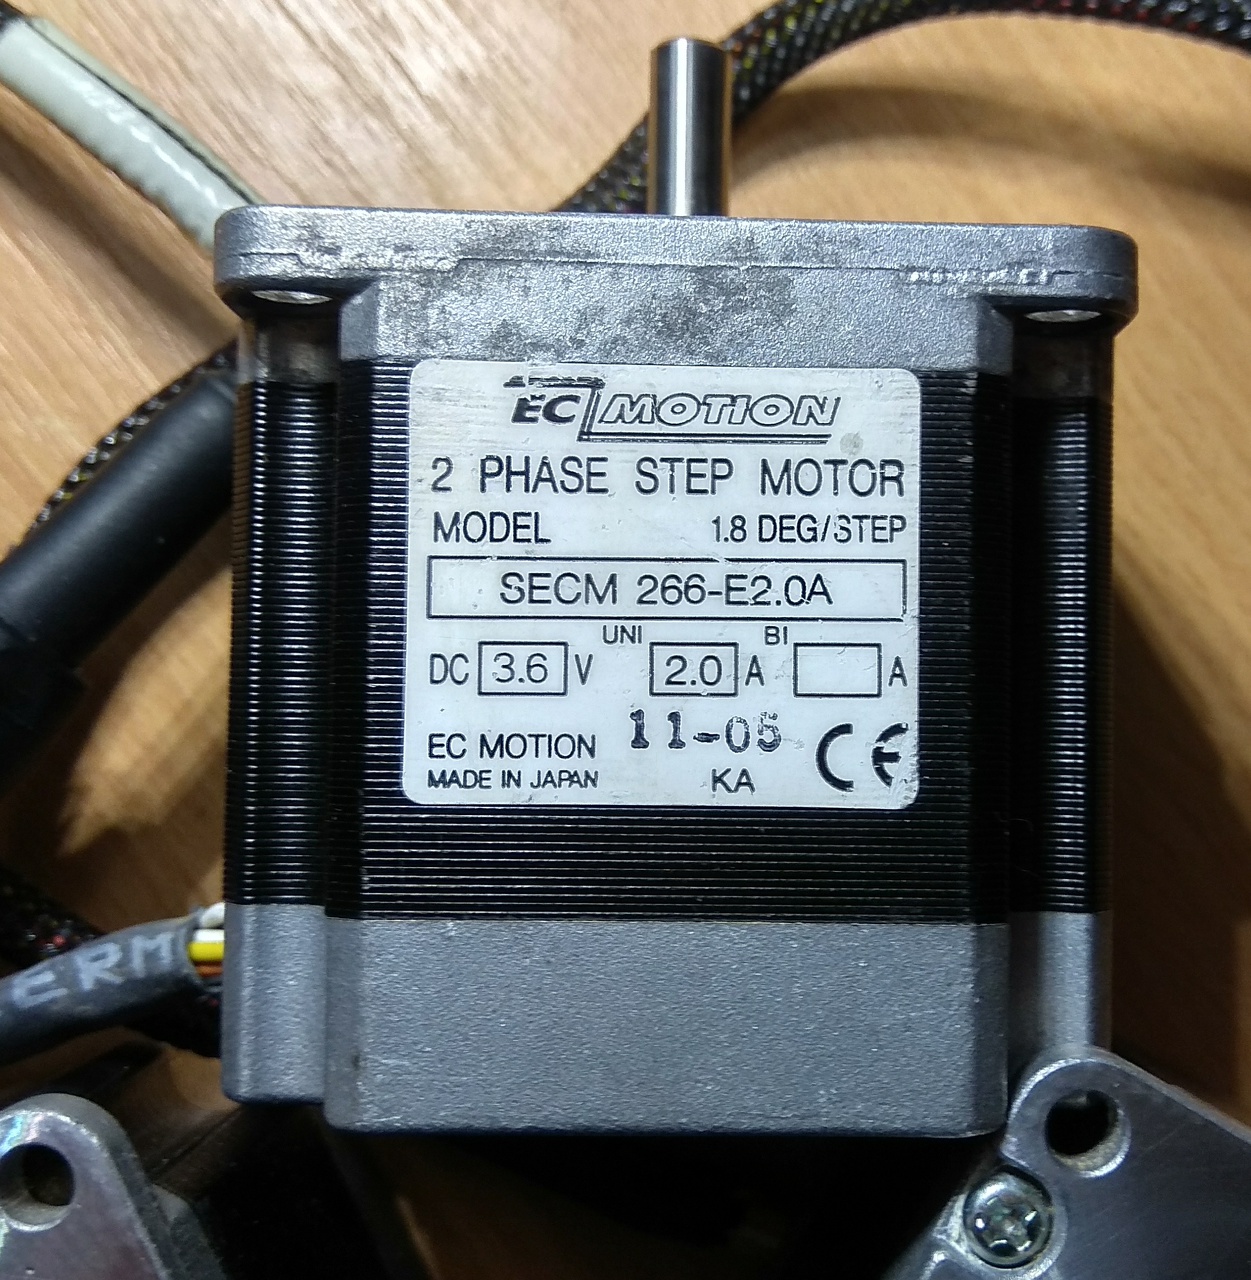 EC MOTION
2 PHASE STEP MOTOR
MODEL 1.8 DEG/STEP
SECM 266-E2.0A
UNI BI
DC 3.6 V 2.0 A A
11-05
EC MOTION
MADE IN JAPAN KA CE
ERM